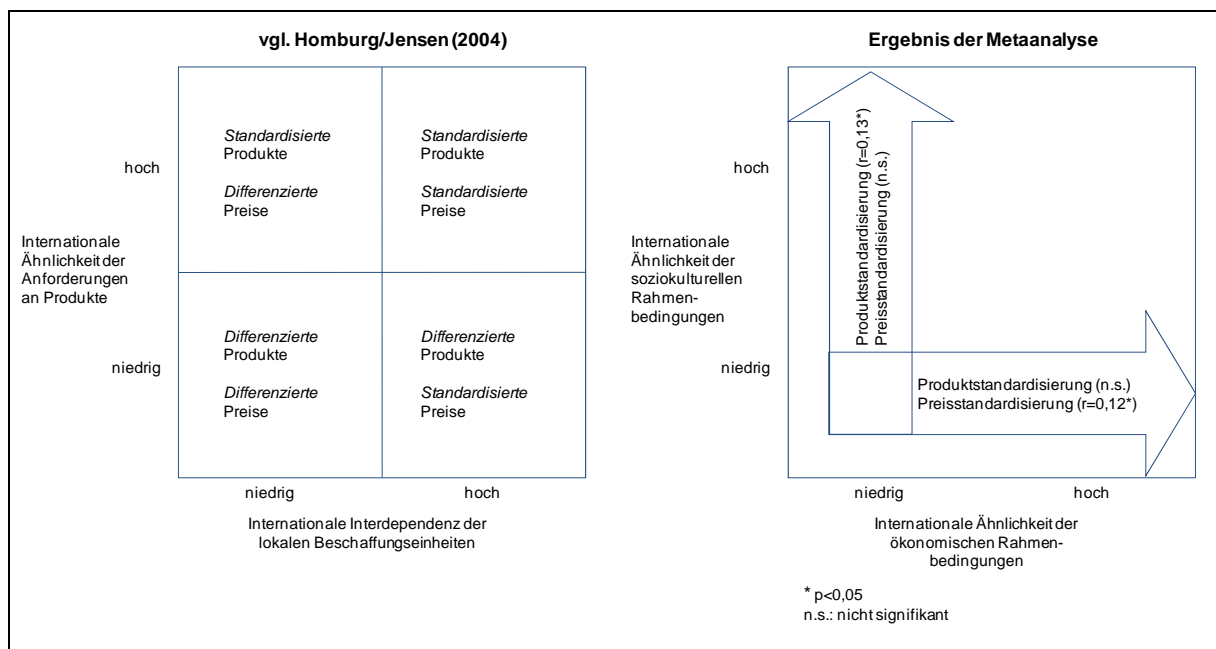 vgl. Homburg/Jensen (2004)
hoch
niedrig
Internationale
Ähnlichkeit der
Anforderungen
an Produkte
Standardisierte
Produkte
Differenzierte
Preise
Standardisierte
Produkte
Standardisierte
Preise
Differenzierte
Produkte
Differenzierte
Preise
Differenzierte
Produkte
Standardisierte
Preise
niedrig
hoch
Internationale Interdependenz der
lokalen Beschaffungseinheiten
Ergebnis der Metaanalyse
hoch
niedrig
Internationale
Ähnlichkeit der
soziokulturellen
Rahmen-
bedingungen
Produktstandardisierung (r=0,13*)
Preisstandardisierung (n.s.)
Produktstandardisierung (n.s.)
Preisstandardisierung (r=0,12*)
niedrig
hoch
Internationale Ähnlichkeit der
ökonomischen Rahmen-
bedingungen
* p<0,05
n.s.: nicht signifikant